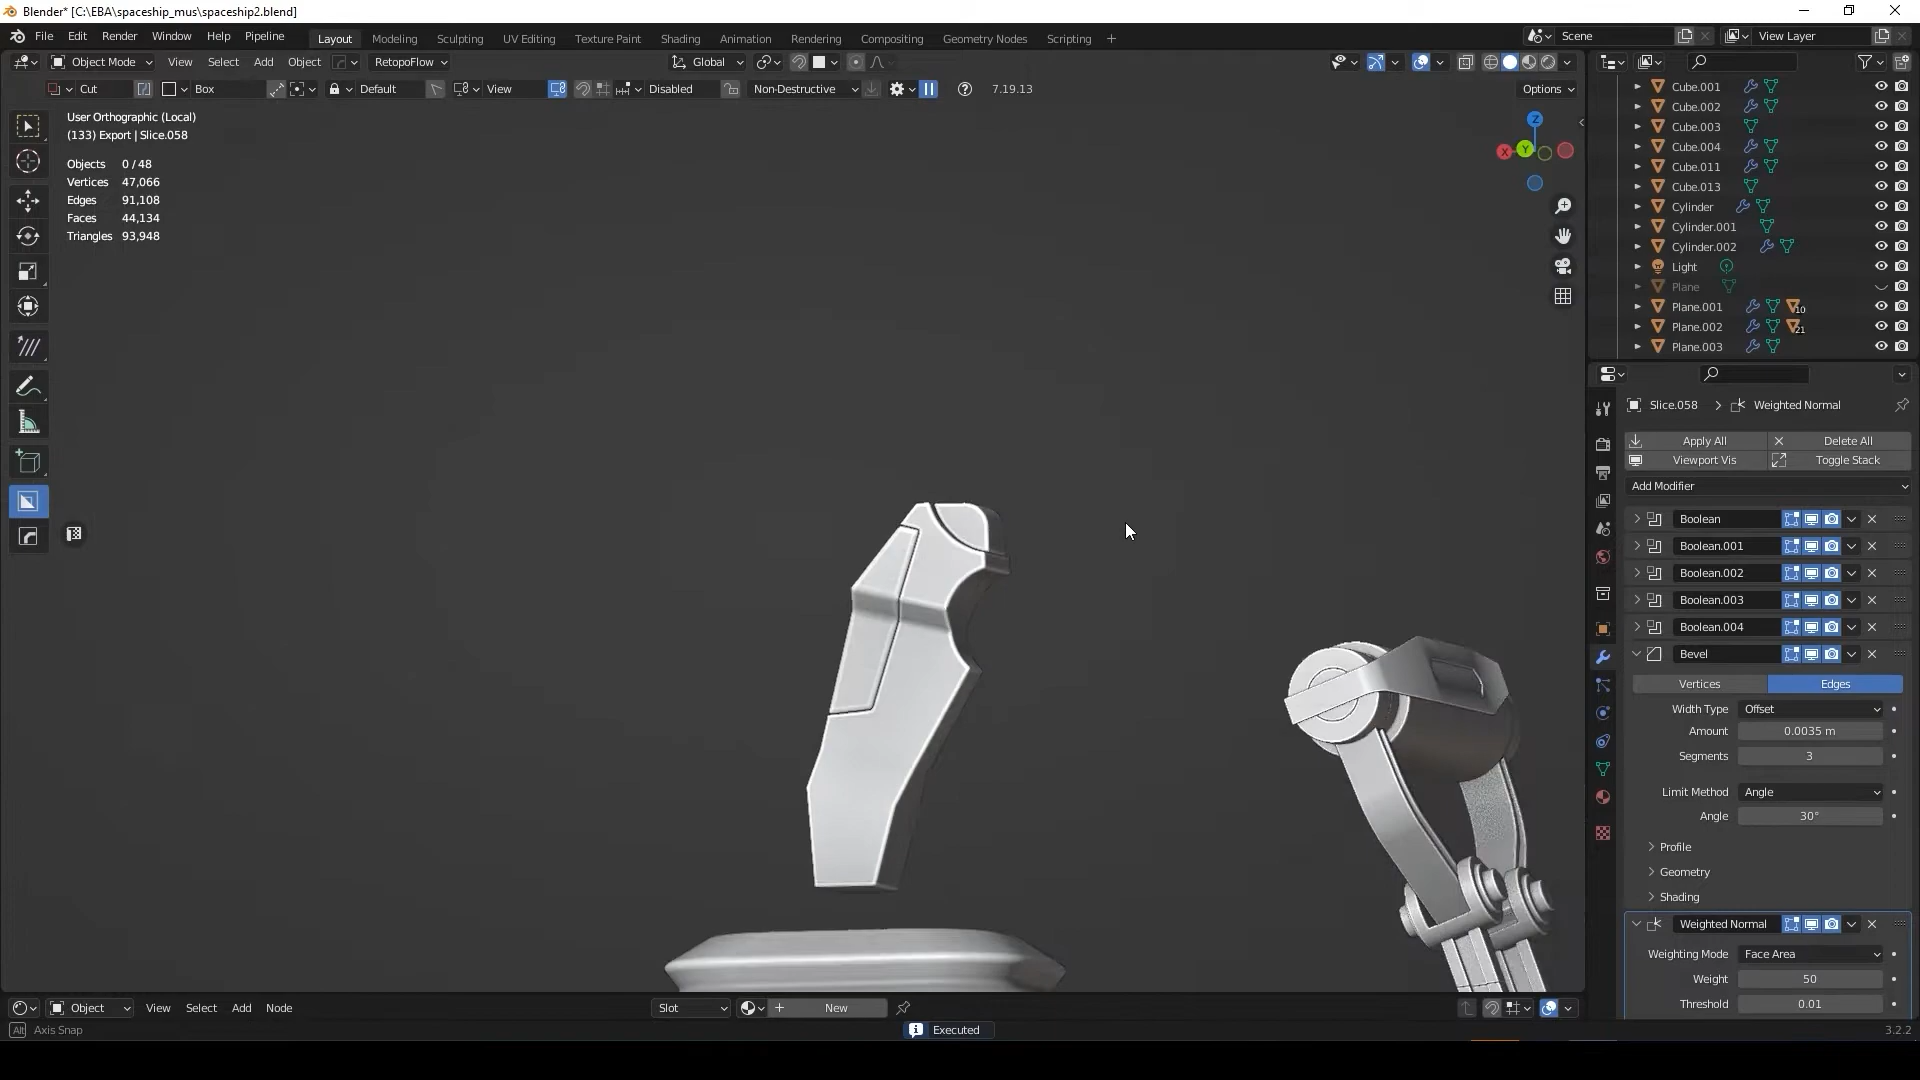 Blender* [C:\EBA\spaceship_mus\spaceship2.blend]
File Edit Render Window Help Pipeline Layout Modeling Sculpting UV Editing Texture Paint Shading Animation Rendering Compositing Geometry Nodes Scripting + Scene View Layer
Object Mode View Select Add Object RetopoFlow Global
Cut Box Default View Disabled Non-Destructive 7.19.13 Options
User Orthographic (Local)
(133) Export | Slice.058
Objects 0 / 48
Vertices 47,066
Edges 91,108
Faces 44,134
Triangles 93,948
Z
X Y
Cube.001
Cube.002
Cube.003
Cube.004
Cube.011
Cube.013
Cylinder
Cylinder.001
Cylinder.002
Light
Plane
Plane.001 10
Plane.002 21
Plane.003
Slice.058 > Weighted Normal
Apply All Delete All
Viewport Vis Toggle Stack
Add Modifier
Boolean
Boolean.001
Boolean.002
Boolean.003
Boolean.004
Bevel
Vertices Edges
Width Type Offset
Amount 0.0035 m
Segments 3
Limit Method Angle
Angle 30°
Profile
Geometry
Shading
Weighted Normal
Weighting Mode Face Area
Weight 50
Threshold 0.01
Object View Select Add Object Node Slot New
Alt Axis Snap Executed 3.2.2